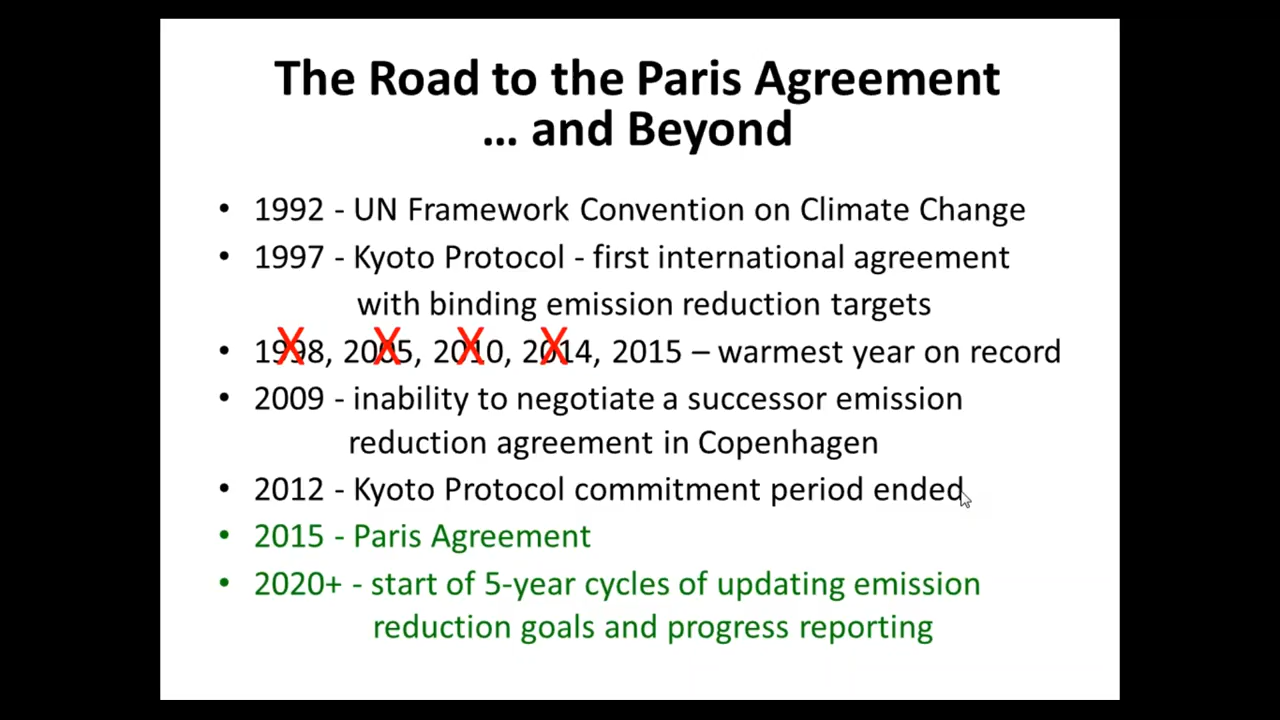 The Road to the Paris Agreement
... and Beyond
• 1992 - UN Framework Convention on Climate Change
• 1997 - Kyoto Protocol - first international agreement
with binding emission reduction targets
• 1998, 2005, 2010, 2014, 2015 – warmest year on record
• 2009 - inability to negotiate a successor emission
reduction agreement in Copenhagen
• 2012 - Kyoto Protocol commitment period ended
• 2015 - Paris Agreement
• 2020+ - start of 5-year cycles of updating emission
reduction goals and progress reporting